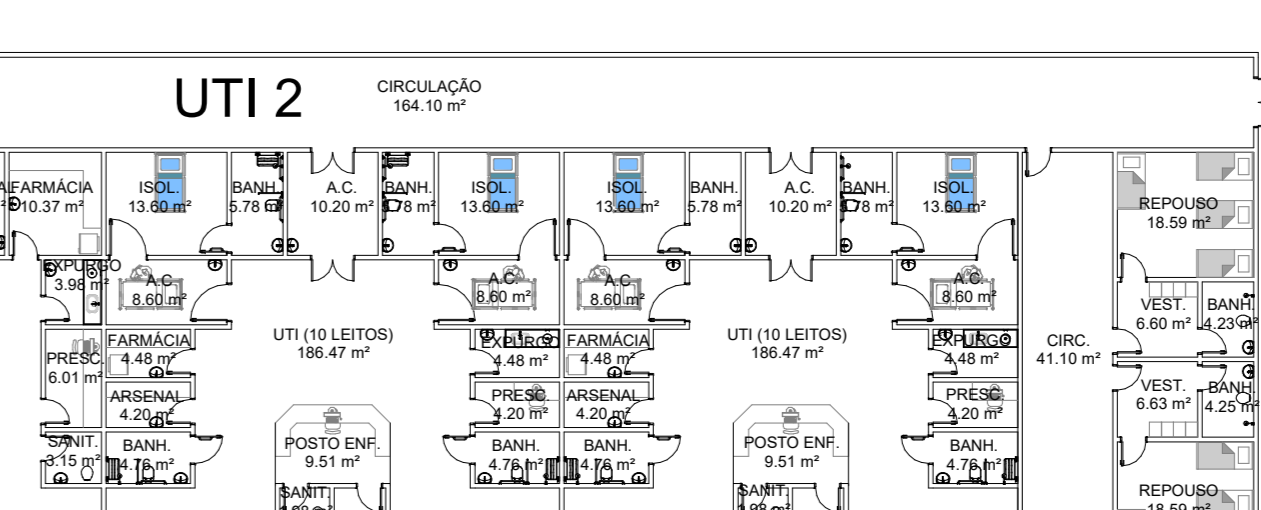 UTI 2
CIRCULAÇÃO
164.10 m²
FARMÁCIA
10.37 m²
ISOL.
13.60 m²
BANH.
5.78 m²
A.C.
10.20 m²
BANH.
5.78 m²
ISOL.
13.60 m²
ISOL.
13.60 m²
BANH.
5.78 m²
A.C.
10.20 m²
BANH.
5.78 m²
ISOL.
13.60 m²
REPOUSO
18.59 m²
EXPURGO
3.98 m²
A.C.
8.60 m²
A.C.
8.60 m²
A.C.
8.60 m²
A.C.
8.60 m²
VEST.
6.60 m²
BANH.
4.23 m²
UTI (10 LEITOS)
186.47 m²
UTI (10 LEITOS)
186.47 m²
CIRC.
41.10 m²
PRESC.
6.01 m²
FARMÁCIA
4.48 m²
EXPURGO
4.48 m²
FARMÁCIA
4.48 m²
EXPURGO
4.48 m²
ARSENAL
4.20 m²
PRESC.
4.20 m²
ARSENAL
4.20 m²
PRESC.
4.20 m²
VEST.
6.63 m²
BANH.
4.25 m²
SANIT.
3.15 m²
BANH.
4.76 m²
POSTO ENF.
9.51 m²
BANH.
4.76 m²
BANH.
4.76 m²
POSTO ENF.
9.51 m²
BANH.
4.76 m²
SANIT.
SANIT.
REPOUSO
18.59 m²